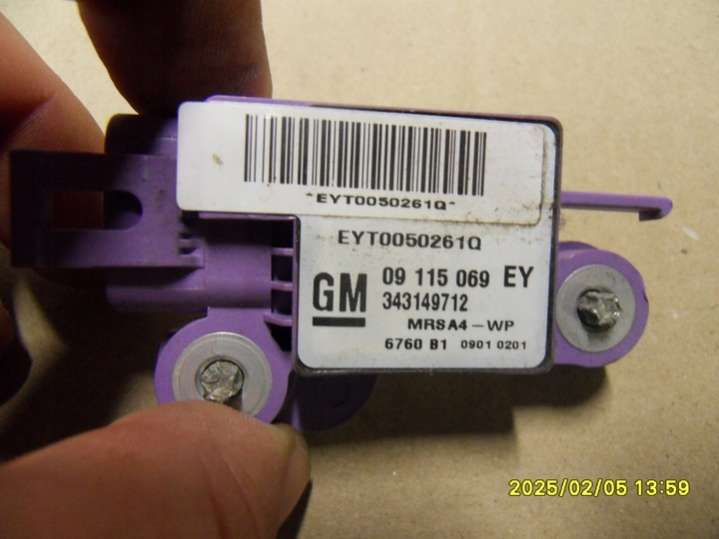 *EYT0050261Q*
EYT0050261Q
GM 09 115 069 EY
343149712
MRSA4-WP
6760 B1 0901 0201
2025/02/05 13:59